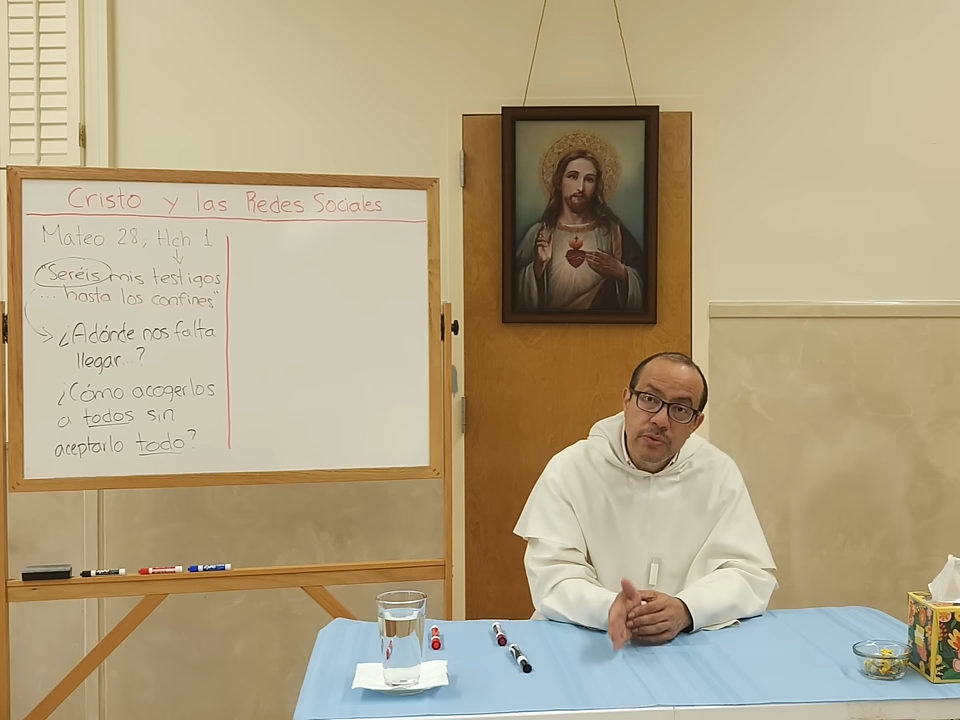 Cristo y las Redes Sociales
Mateo 28, Hch 1
"Seréis mis testigos
... hasta los confines"
¿Adónde nos falta
llegar...?
¿Cómo acogerlos
a todos sin
aceptarlo todo?